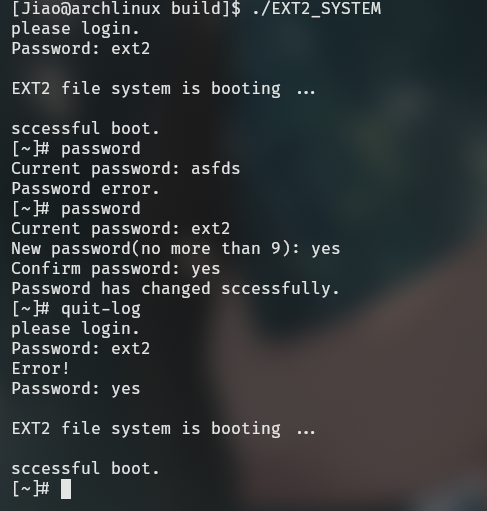 [Jiao@archlinux build]$ ./EXT2_SYSTEM
please login.
Password: ext2
EXT2 file system is booting ...
sccessful boot.
[~]# password
Current password: asfds
Password error.
[~]# password
Current password: ext2
New password(no more than 9): yes
Confirm password: yes
Password has changed sccessfully.
[~]# quit-log
please login.
Password: ext2
Error!
Password: yes
EXT2 file system is booting ...
sccessful boot.
[~]#